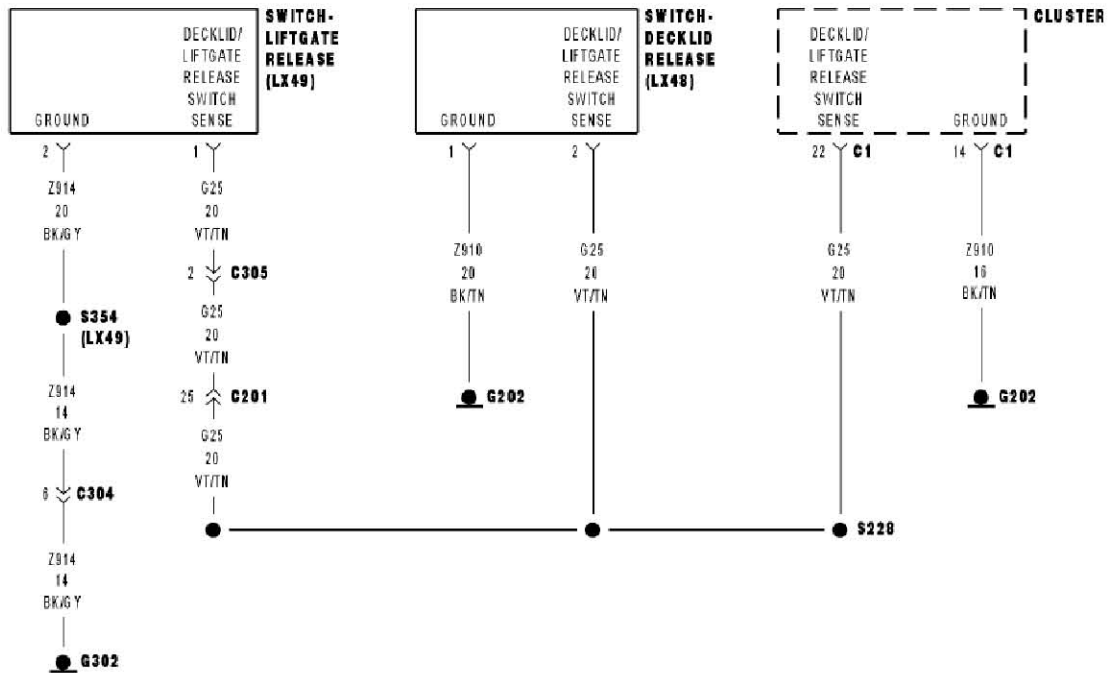 SWITCH-
LIFTGATE
RELEASE
(LX49)
DECKLID/
LIFTGATE
RELEASE
SWITCH
SENSE
GROUND
2
1
Z914
20
BK/GY
G25
20
VT/TN
2 C305
S354
(LX49)
G25
20
VT/TN
Z914
14
BK/GY
25 C201
G25
20
VT/TN
6 C304
Z914
14
BK/GY
G302
SWITCH-
DECKLID
RELEASE
(LX48)
DECKLID/
LIFTGATE
RELEASE
SWITCH
SENSE
GROUND
1
2
Z910
20
BK/TN
G25
20
VT/TN
G202
CLUSTER
DECKLID/
LIFTGATE
RELEASE
SWITCH
SENSE
GROUND
22 C1
14 C1
G25
20
VT/TN
Z910
16
BK/TN
G202
S228